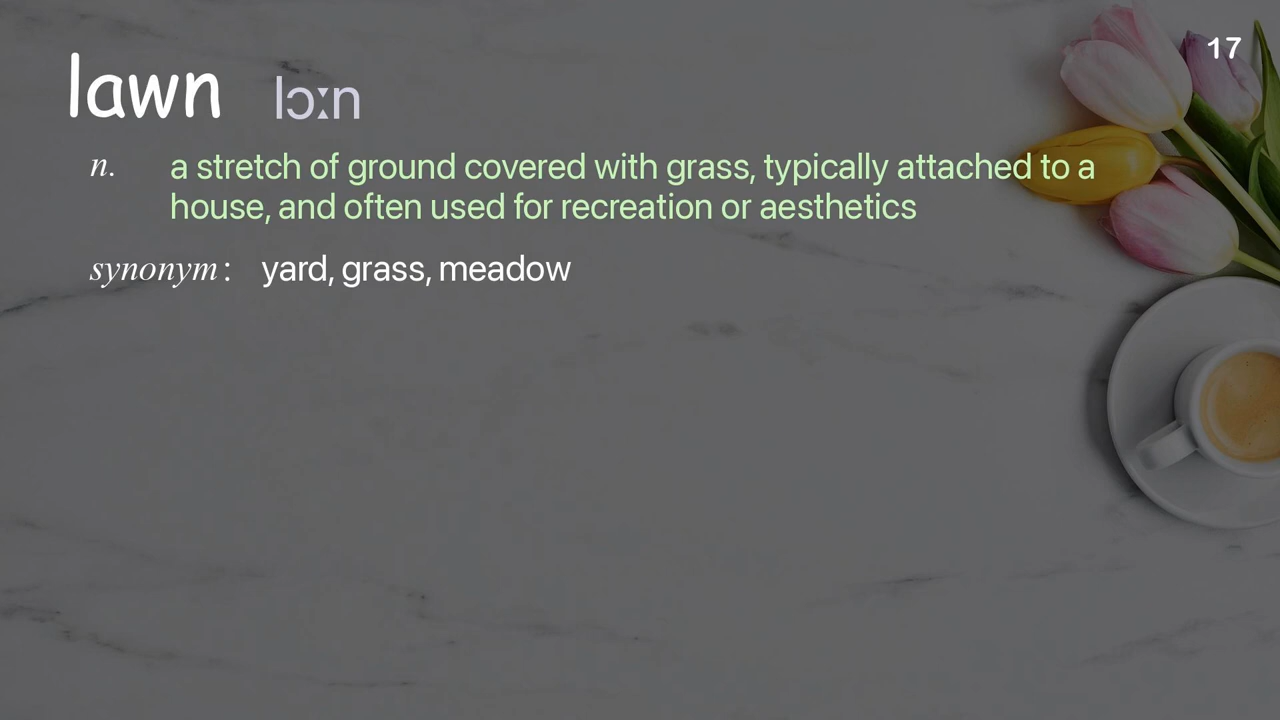 17
lawn lɔːn
n. a stretch of ground covered with grass, typically attached to a
house, and often used for recreation or aesthetics
synonym: yard, grass, meadow